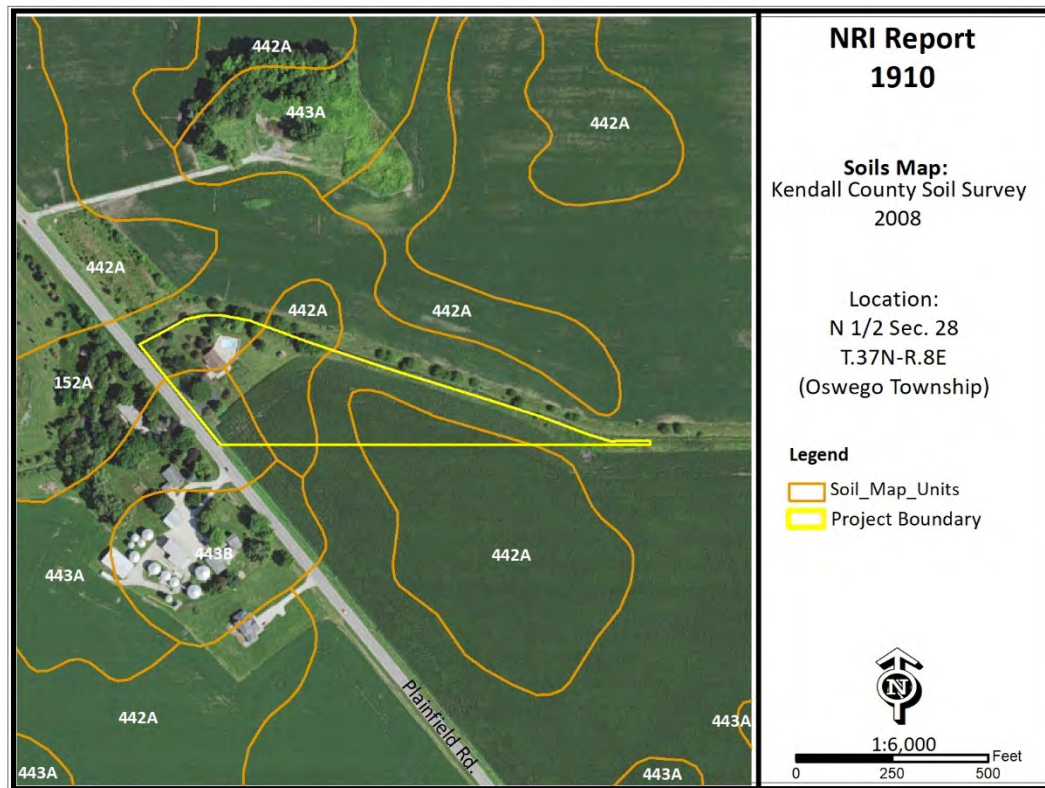 442A
443A
442A
442A
442A
442A
152A
443B
442A
443A
442A
Plainfield Rd.
443A
443A
443A
NRI Report
1910
Soils Map:
Kendall County Soil Survey
2008
Location:
N 1/2 Sec. 28
T.37N-R.8E
(Oswego Township)
Legend
Soil_Map_Units
Project Boundary
N
1:6,000
Feet
0 250 500